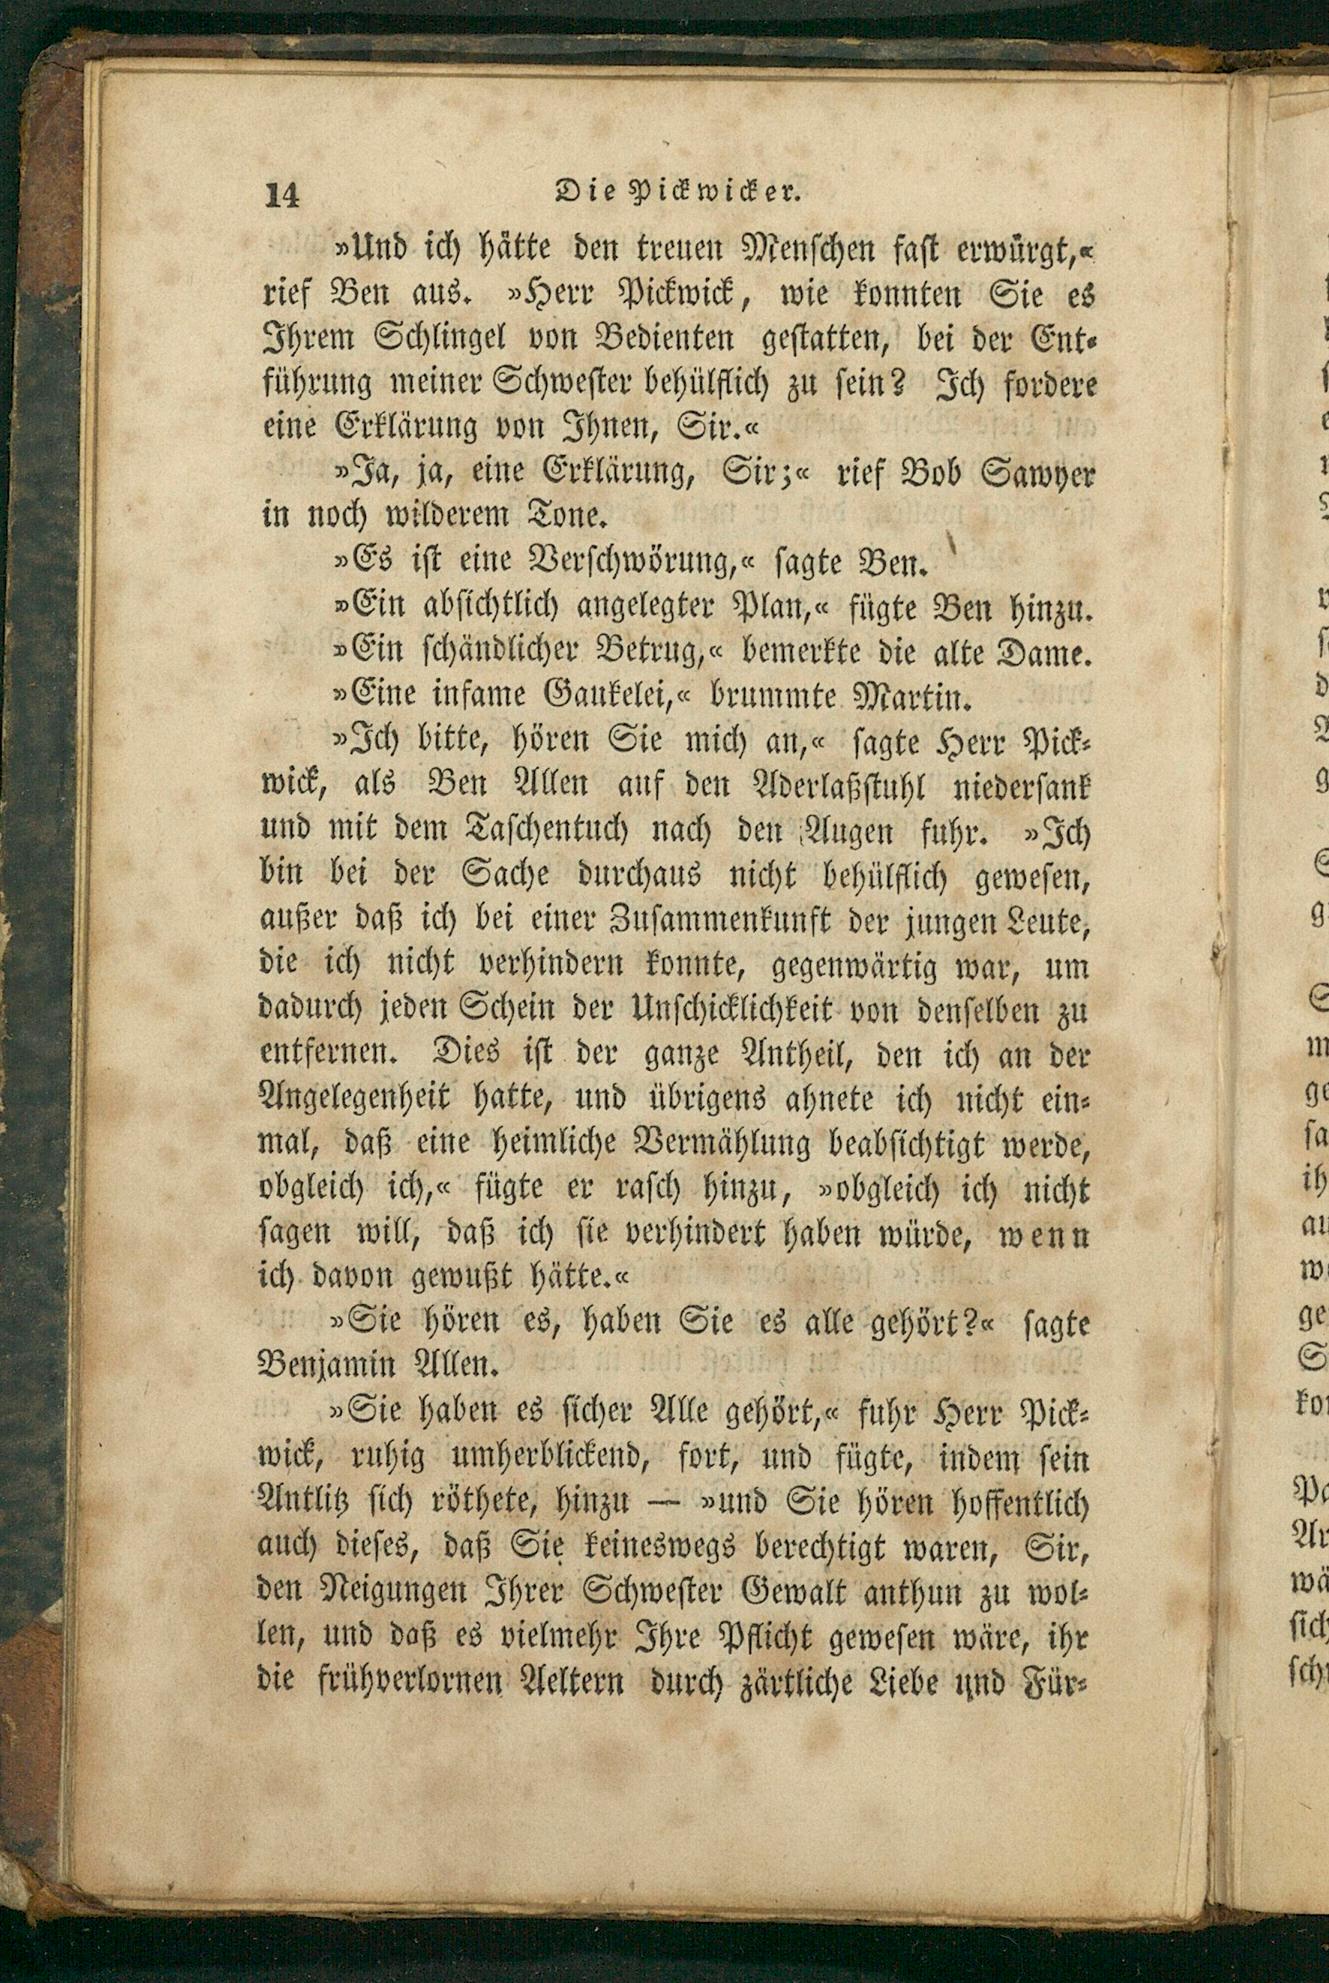 14 Die Pickwicker.
»Und ich hätte den treuen Menschen fast erwürgt,«
rief Ben aus. »Herr Pickwick, wie konnten Sie es
Ihrem Schlingel von Bedienten gestatten, bei der Ent-
führung meiner Schwester behülflich zu sein? Ich fordere
eine Erklärung von Ihnen, Sir.«
»Ja, ja, eine Erklärung, Sir;« rief Bob Sawyer
in noch wilderem Tone.
»Es ist eine Verschwörung,« sagte Ben.
»Ein absichtlich angelegter Plan,« fügte Ben hinzu.
»Ein schändlicher Betrug,« bemerkte die alte Dame.
»Eine infame Gaukelei,« brummte Martin.
»Ich bitte, hören Sie mich an,« sagte Herr Pick-
wick, als Ben Allen auf den Aderlaßstuhl niedersank
und mit dem Taschentuch nach den Augen fuhr. »Ich
bin bei der Sache durchaus nicht behülflich gewesen,
außer daß ich bei einer Zusammenkunft der jungen Leute,
die ich nicht verhindern konnte, gegenwärtig war, um
dadurch jeden Schein der Unschicklichkeit von denselben zu
entfernen. Dies ist der ganze Antheil, den ich an der
Angelegenheit hatte, und übrigens ahnete ich nicht ein-
mal, daß eine heimliche Vermählung beabsichtigt werde,
obgleich ich,« fügte er rasch hinzu, »obgleich ich nicht
sagen will, daß ich sie verhindert haben würde, wenn
ich davon gewußt hätte.«
»Sie hören es, haben Sie es alle gehört?« sagte
Benjamin Allen.
»Sie haben es sicher Alle gehört,« fuhr Herr Pick-
wick, ruhig umherblickend, fort, und fügte, indem sein
Antlitz sich röthete, hinzu — »und Sie hören hoffentlich
auch dieses, daß Sie keineswegs berechtigt waren, Sir,
den Neigungen Ihrer Schwester Gewalt anthun zu wol-
len, und daß es vielmehr Ihre Pflicht gewesen wäre, ihr
die frühverlornen Aeltern durch zärtliche Liebe und Für-